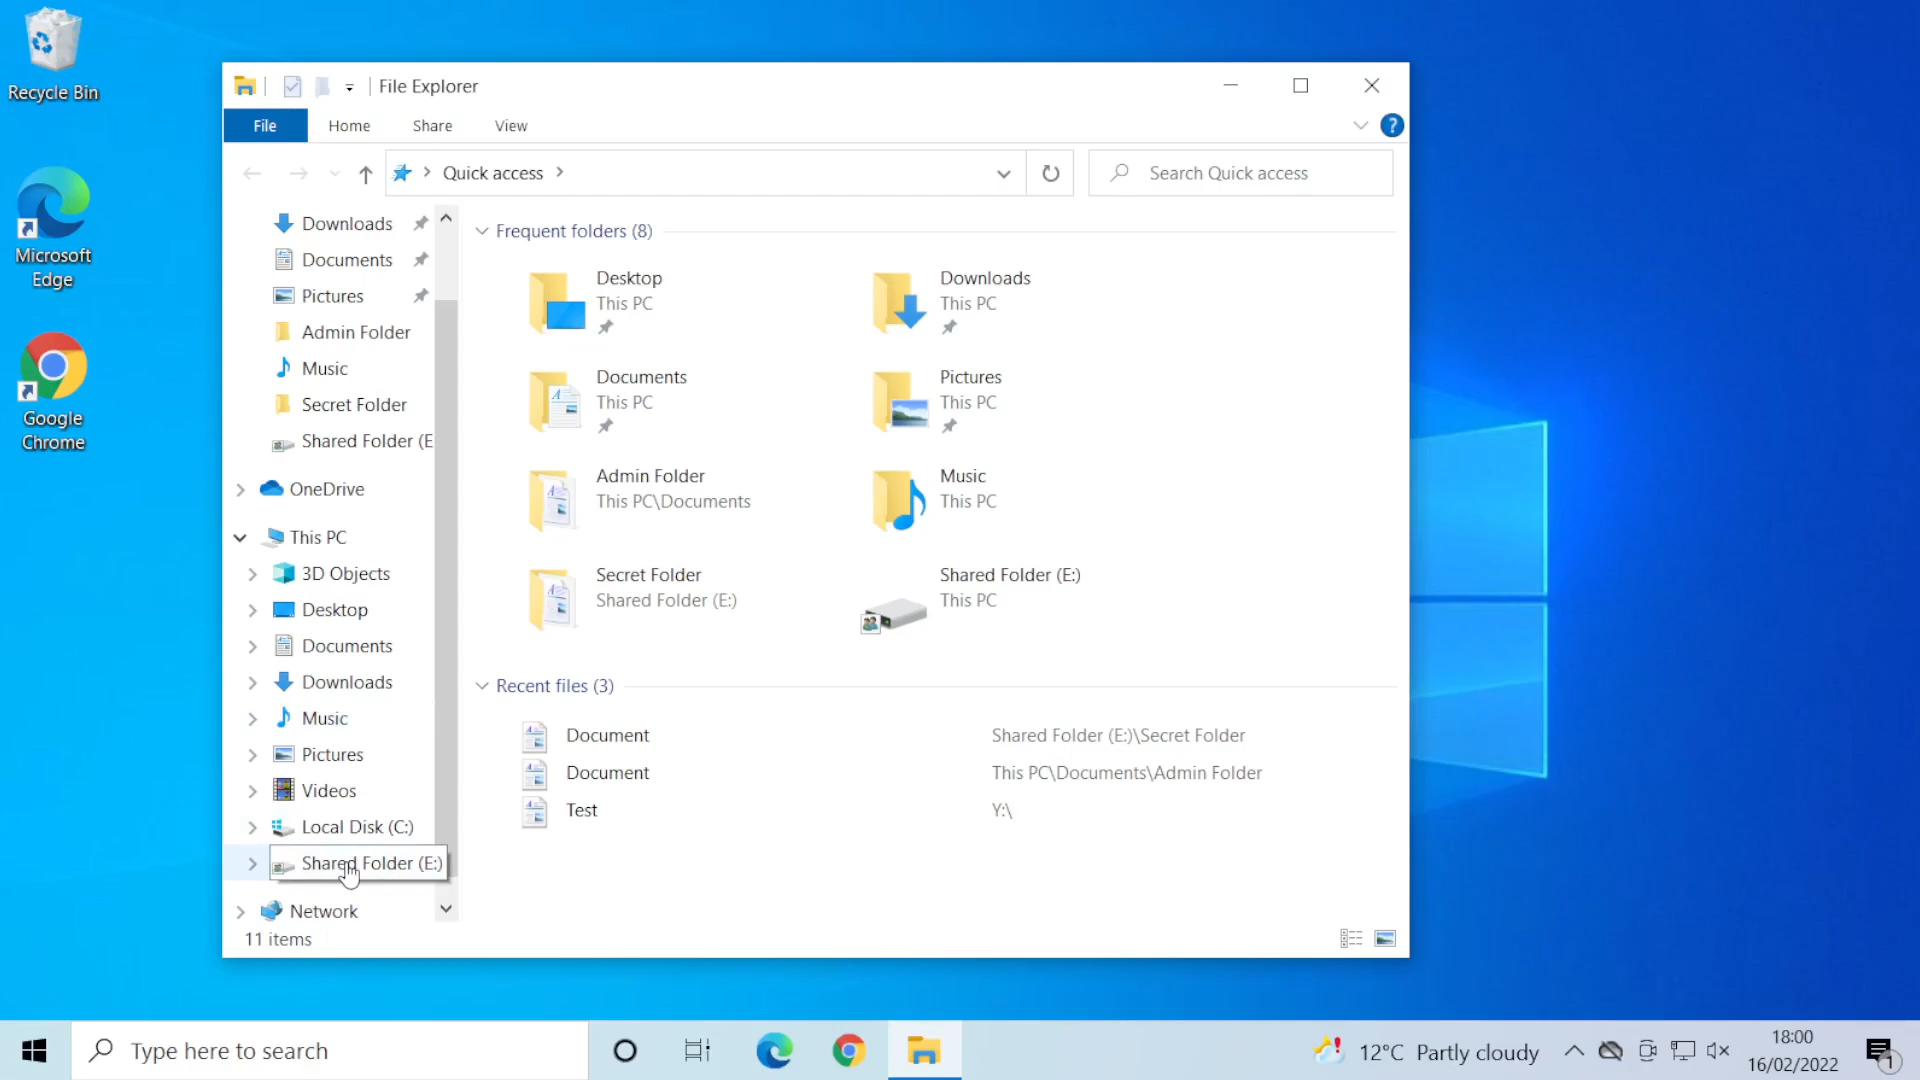 Recycle Bin
Microsoft
Edge
Google
Chrome
File Explorer
File
Home
Share
View
?
Quick access
Search Quick access
Downloads
Documents
Pictures
Admin Folder
Music
Secret Folder
Shared Folder (E
OneDrive
This PC
3D Objects
Desktop
Documents
Downloads
Music
Pictures
Videos
Local Disk (C:)
Shared Folder (E:)
Network
11 items
Frequent folders (8)
Desktop
This PC
Downloads
This PC
Documents
This PC
Pictures
This PC
Admin Folder
This PC\Documents
Music
This PC
Secret Folder
Shared Folder (E:)
Shared Folder (E:)
This PC
Recent files (3)
Document
Shared Folder (E:)\Secret Folder
Document
This PC\Documents\Admin Folder
Test
Y:\
Type here to search
12°C Partly cloudy
18:00
16/02/2022
1